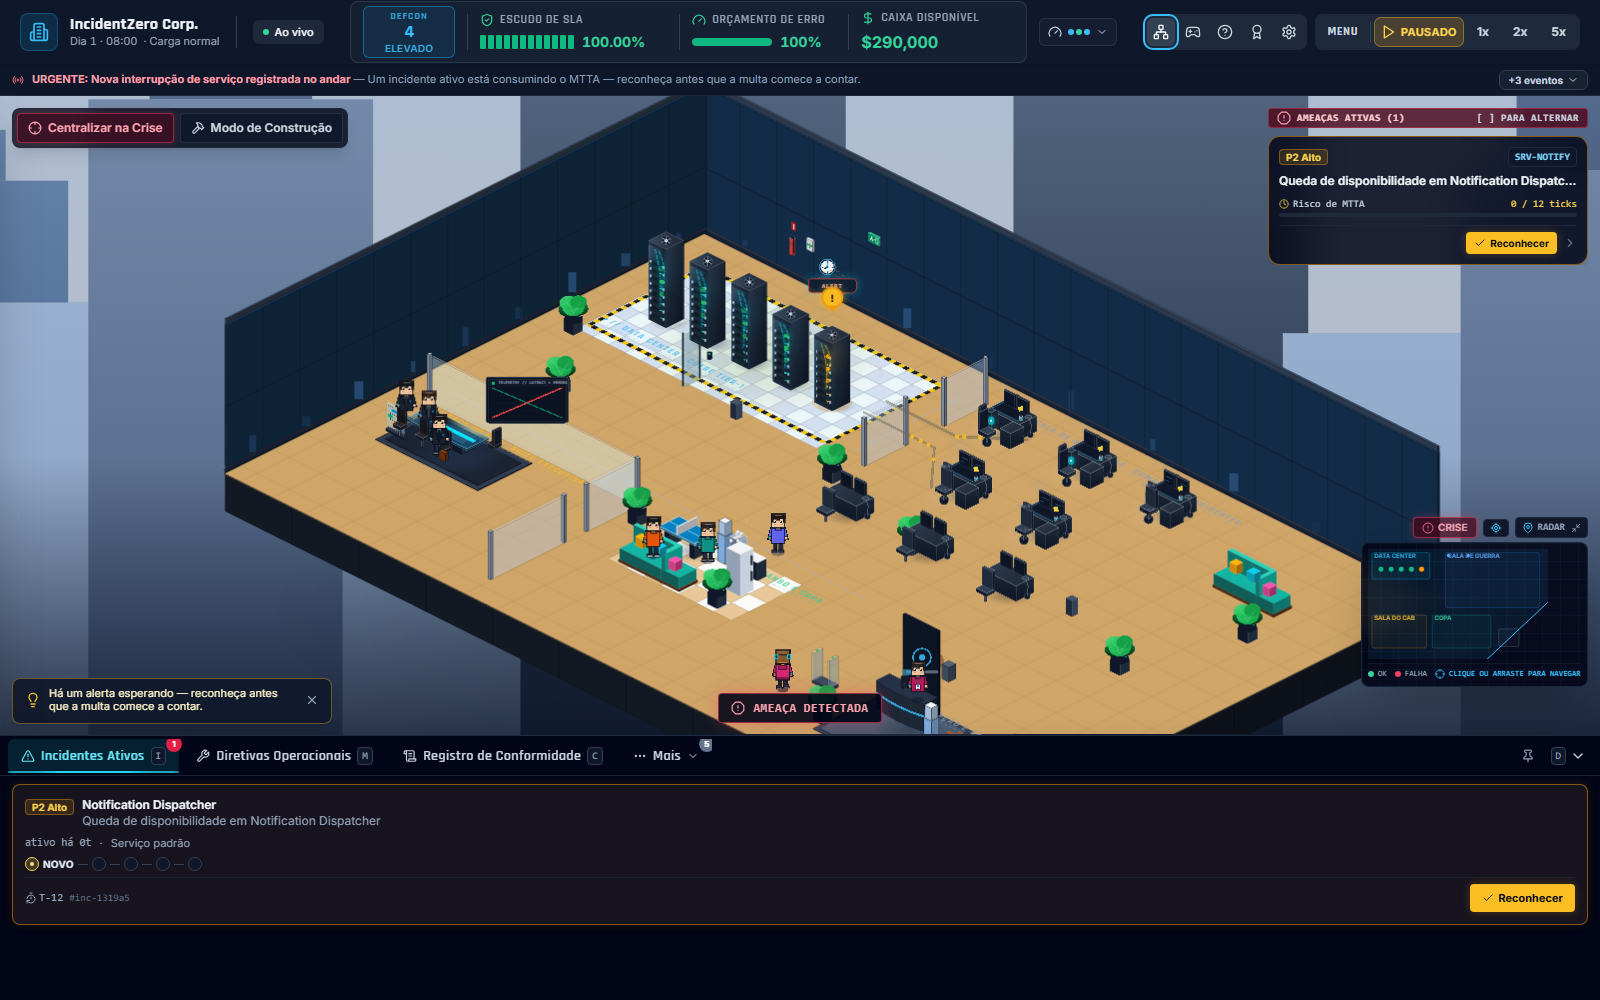 IncidentZero Corp.
Dia 1 · 08:00 · Carga normal
Ao vivo
DEFCON
4
ELEVADO
ESCUDO DE SLA
100.00%
ORÇAMENTO DE ERRO
100%
CAIXA DISPONÍVEL
$290,000
MENU
PAUSADO
1x
2x
5x
URGENTE: Nova interrupção de serviço registrada no andar — Um incidente ativo está consumindo o MTTA — reconheça antes que a multa comece a contar.
+3 eventos
Centralizar na Crise
Modo de Construção
AMEAÇAS ATIVAS (1)
[ ] PARA ALTERNAR
P2 Alto
SRV-NOTIFY
Queda de disponibilidade em Notification Dispatc...
Risco de MTTA
0 / 12 ticks
Reconhecer
ALERT
CRISE
RADAR
DATA CENTER
SALA DE GUERRA
SALA DO CAB
COPA
OK
FALHA
CLIQUE OU ARRASTE PARA NAVEGAR
Há um alerta esperando — reconheça antes
que a multa comece a contar.
AMEAÇA DETECTADA
Incidentes Ativos
I
1
Diretivas Operacionais
M
Registro de Conformidade
C
Mais
5
D
P2 Alto
Notification Dispatcher
Queda de disponibilidade em Notification Dispatcher
ativo há 0t · Serviço padrão
NOVO
T-12 #inc-1319a5
Reconhecer